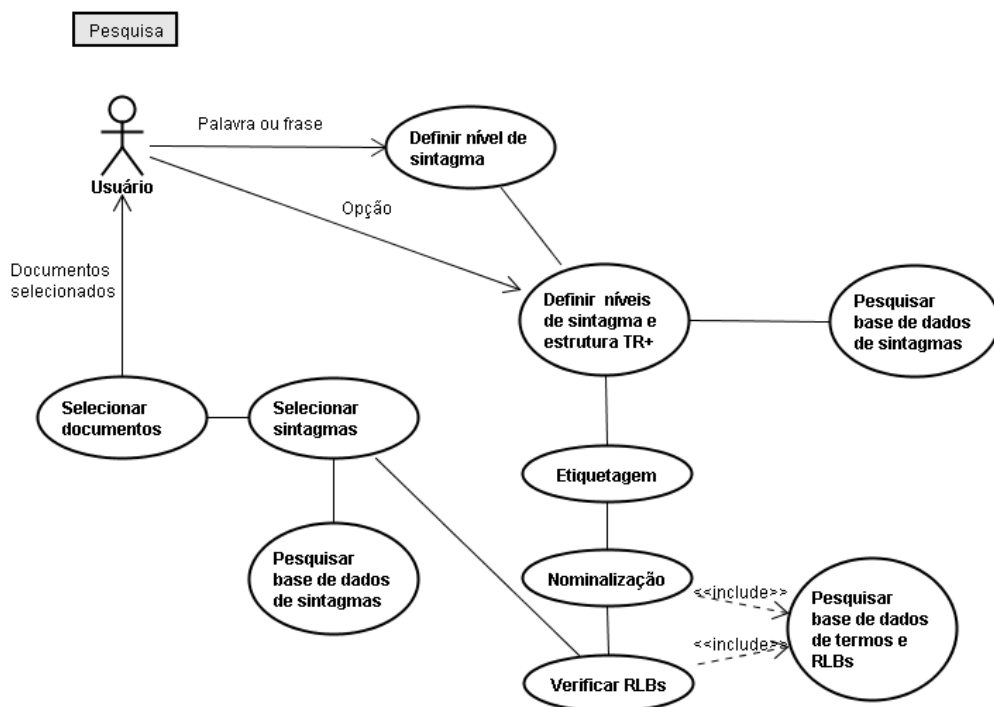 Pesquisa
Palavra ou frase
Definir nível de
sintagma
Usuário
Opção
Documentos
selecionados
Definir níveis
de sintagma e
estrutura TR+
Pesquisar
base de dados
de sintagmas
Selecionar
documentos
Selecionar
sintagmas
Etiquetagem
Pesquisar
base de dados
de sintagmas
Nominalização
<<include>>
Pesquisar
base de dados
de termos e
RLBs
<<include>>
Verificar RLBs